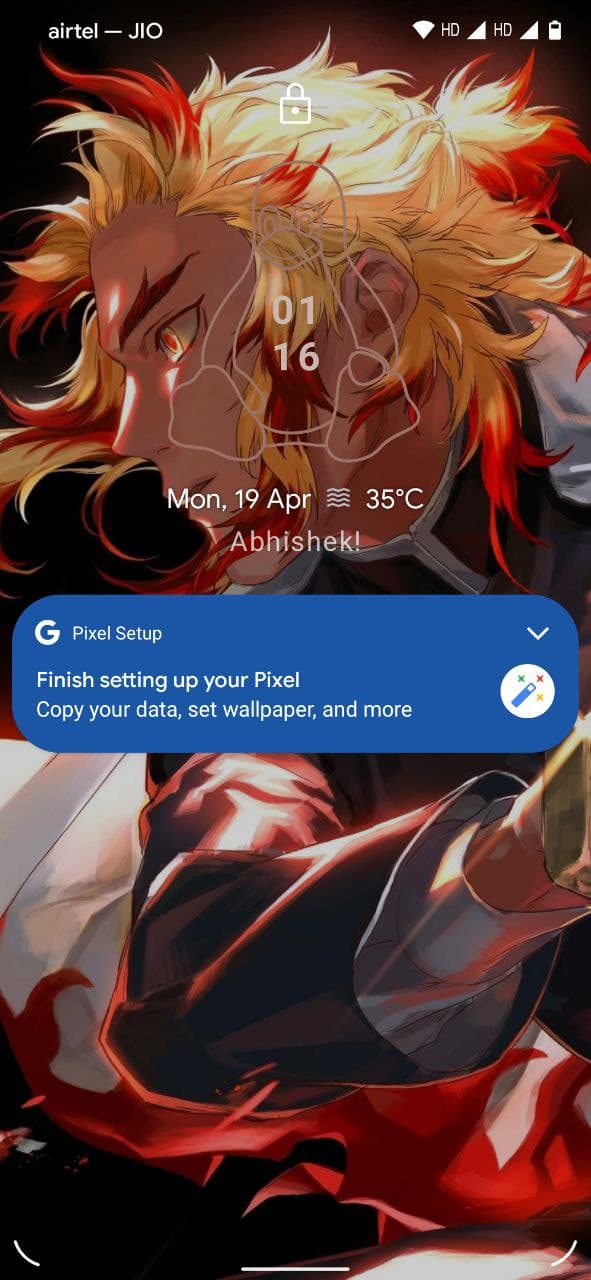 airtel — JIO HD HD
01
16
Mon, 19 Apr 35°C
Abhishek!
G Pixel Setup
Finish setting up your Pixel
Copy your data, set wallpaper, and more